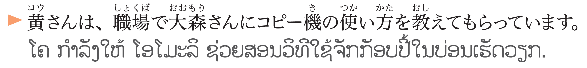 黄さんは、職場で大森さんにコピー機の使い方を教えてもらっています。
ໂຄ ກຳລັງໃຫ້ ໂອໂມະລິ ຊ່ວຍສອນວິທີໃຊ້ຈັກກັອບປີ້ໃນບ່ອນເຮັດວຽກ.